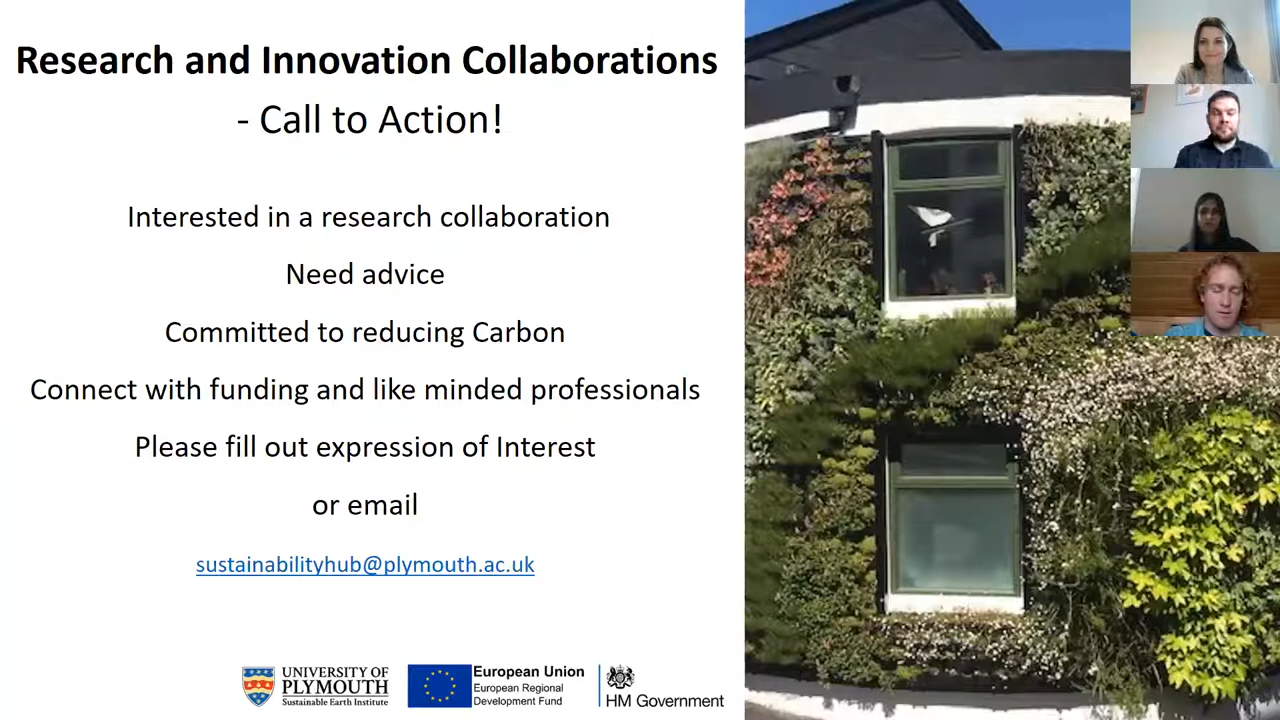 Research and Innovation Collaborations
- Call to Action!
Interested in a research collaboration
Need advice
Committed to reducing Carbon
Connect with funding and like minded professionals
Please fill out expression of Interest
or email
sustainabilityhub@plymouth.ac.uk
UNIVERSITY OF
PLYMOUTH
Sustainable Earth Institute
European Union
European Regional
Development Fund
HM Government